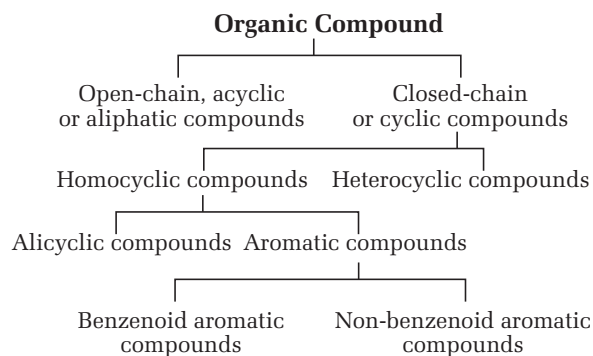 Organic Compound
Open-chain, acyclic
or aliphatic compounds
Closed-chain
or cyclic compounds
Homocyclic compounds
Heterocyclic compounds
Alicyclic compounds
Aromatic compounds
Benzenoid aromatic
compounds
Non-benzenoid aromatic
compounds